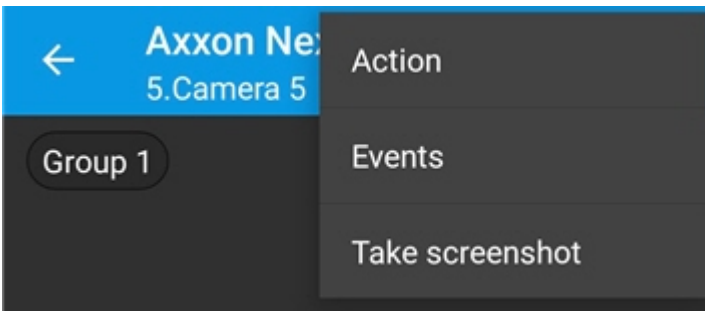 Axxon Ne
5.Camera 5
Group 1
Action
Events
Take screenshot